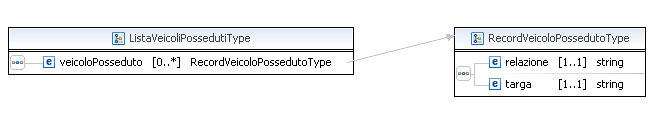 ListaVeicoliPossedutiType
veicoloPosseduto [0..*] RecordVeicoloPossedutoType
RecordVeicoloPossedutoType
e relazione [1..1] string
e targa [1..1] string